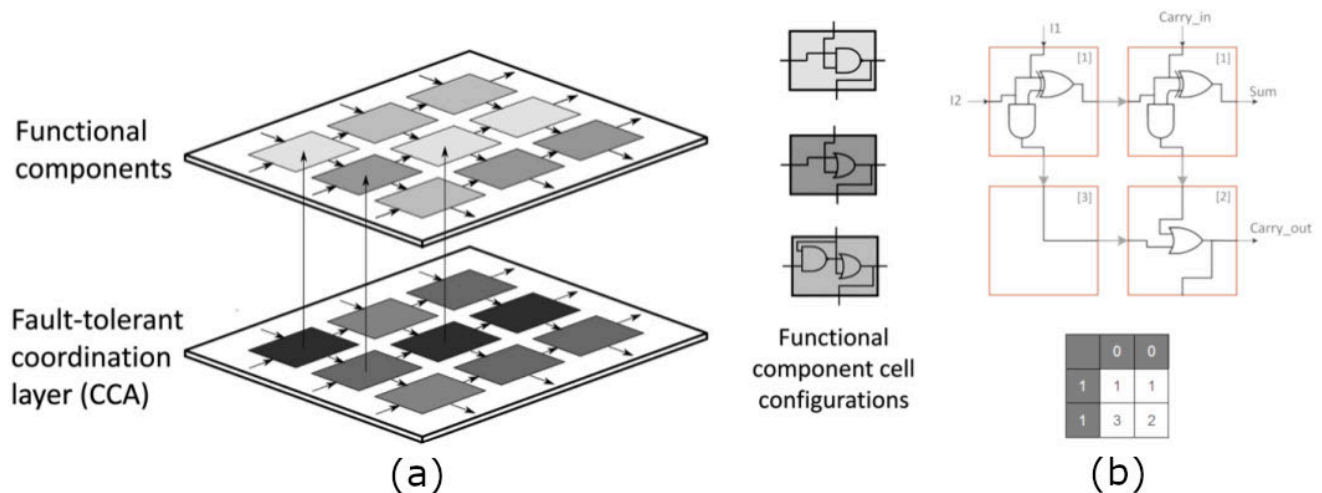 Functional
components
Fault-tolerant
coordination
layer (CCA)
(a)
Functional
component cell
configurations
I1
Carry_in
[1]
[1]
I2
Sum
[3]
[2]
Carry_out
0 0
1 1 1
1 3 2
(b)